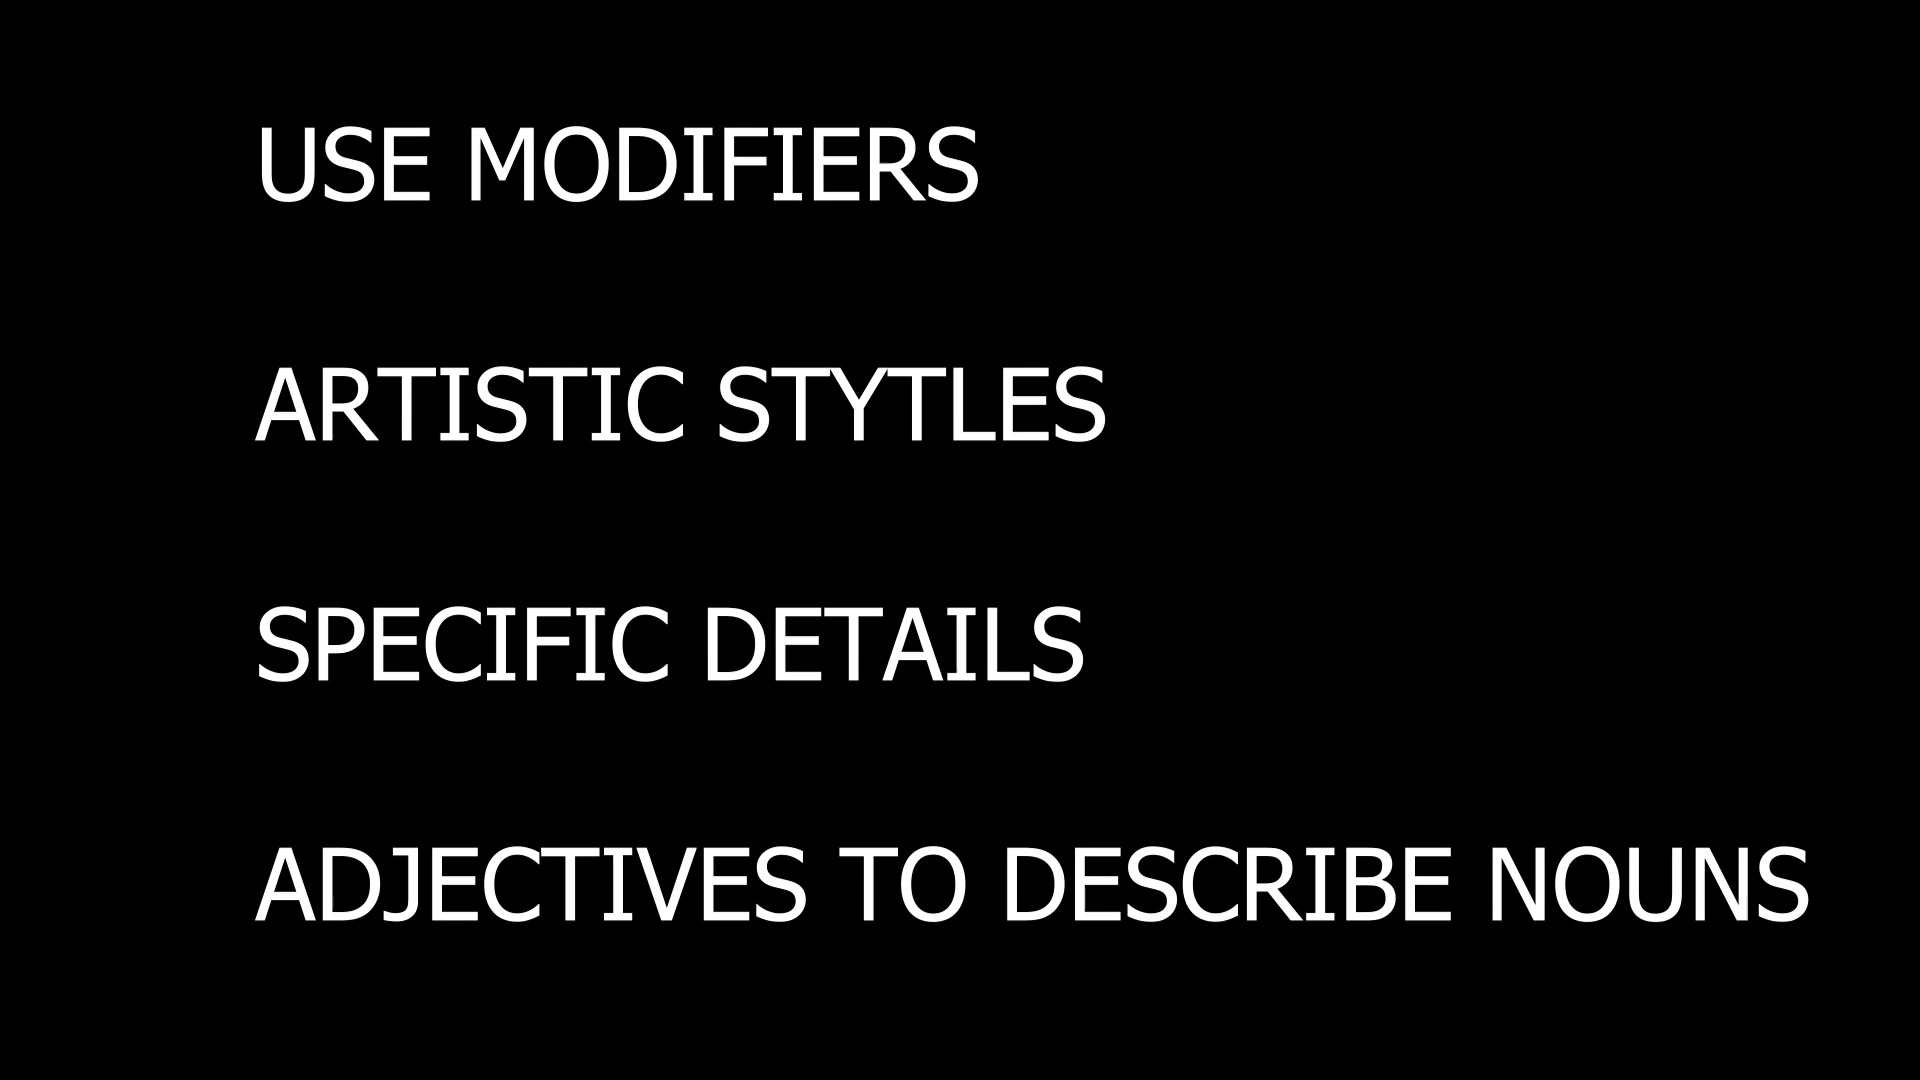 USE MODIFIERS
ARTISTIC STYTLES
SPECIFIC DETAILS
ADJECTIVES TO DESCRIBE NOUNS